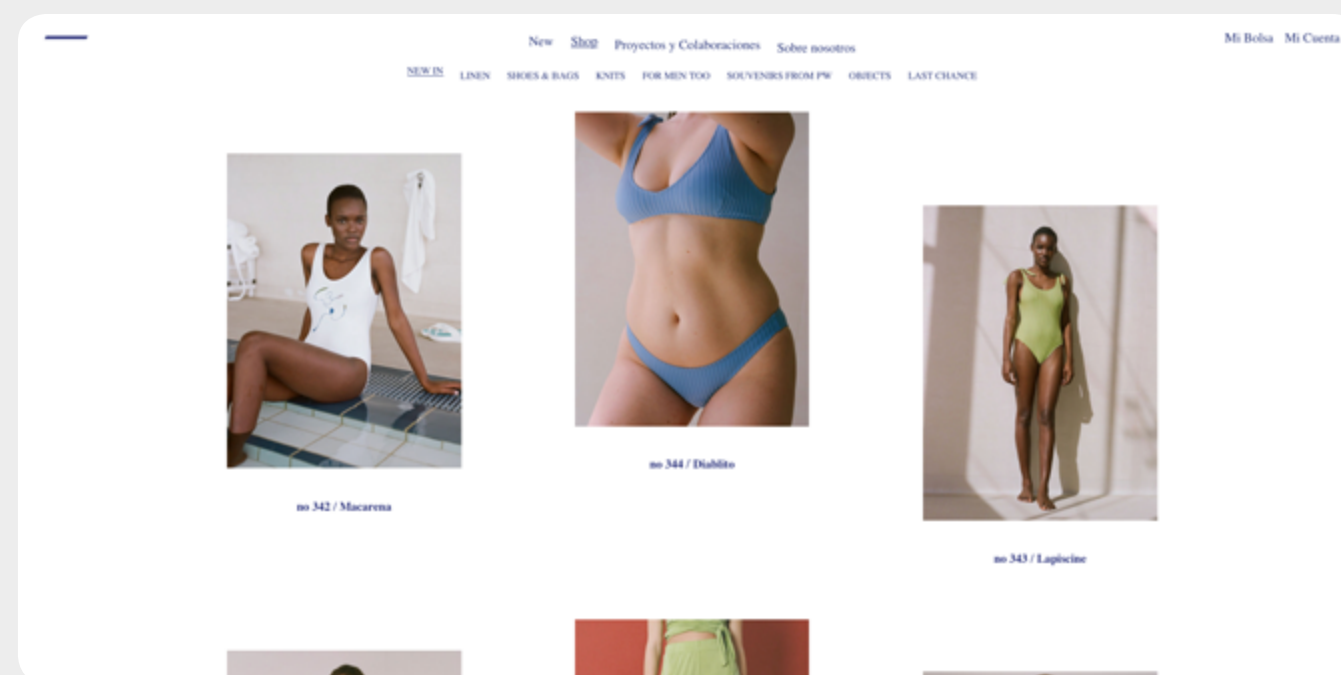 New Shop Proyectos y Colaboraciones Sobre nosotros
Mi Bolsa Mi Cuenta
NEW IN LINEN SHOES & BAGS KNITS FOR MEN TOO SOUVENIRS FROM PW OBJECTS LAST CHANCE
no 344 / Diablito
no 342 / Macarena
no 343 / Lapiscine